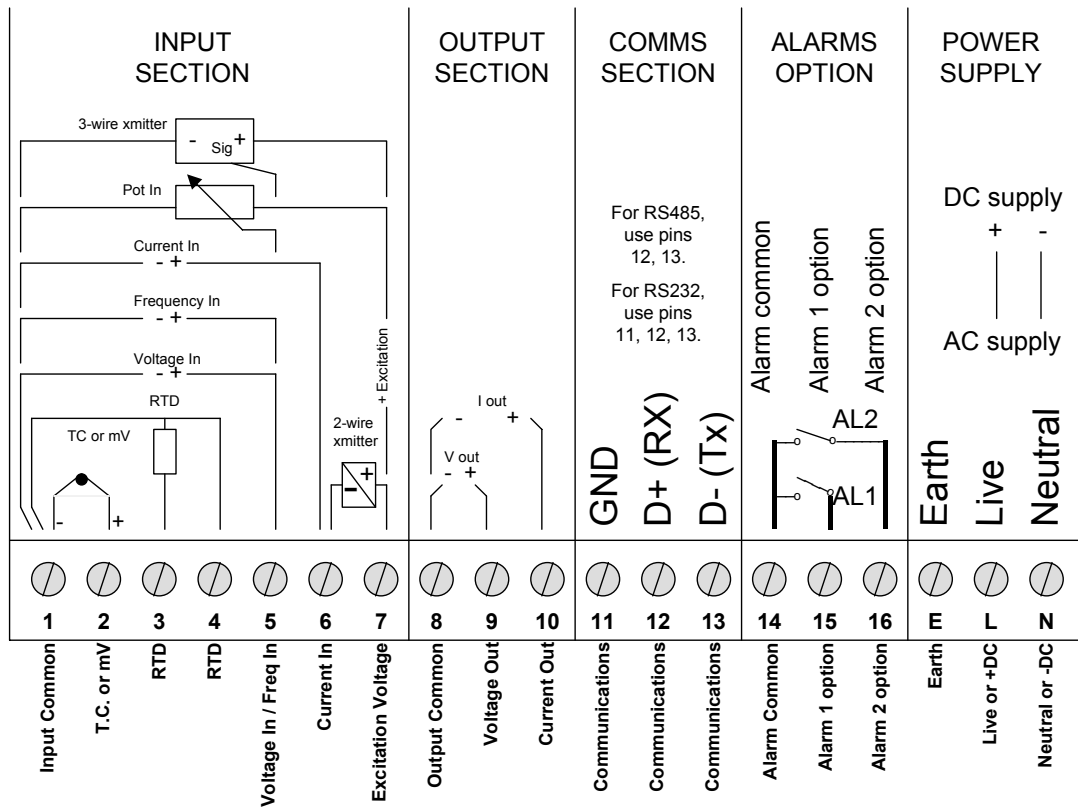 INPUT
SECTION
OUTPUT
SECTION
COMMS
SECTION
ALARMS
OPTION
POWER
SUPPLY
3-wire xmitter
- Sig +
Pot In
Current In
- +
Frequency In
- +
Voltage In
- +
RTD
TC or mV
- +
+ Excitation
2-wire
xmitter
- +
I out
- +
V out
- +
For RS485,
use pins
12, 13.
For RS232,
use pins
11, 12, 13.
GND
D+ (RX)
D- (Tx)
Alarm common
Alarm 1 option
Alarm 2 option
AL2
AL1
DC supply
+ -
AC supply
Earth
Live
Neutral
1 2 3 4 5 6 7 8 9 10 11 12 13 14 15 16 E L N
Input Common
T.C. or mV
RTD
RTD
Voltage In / Freq In
Current In
Excitation Voltage
Output Common
Voltage Out
Current Out
Communications
Communications
Communications
Alarm Common
Alarm 1 option
Alarm 2 option
Earth
Live or +DC
Neutral or -DC